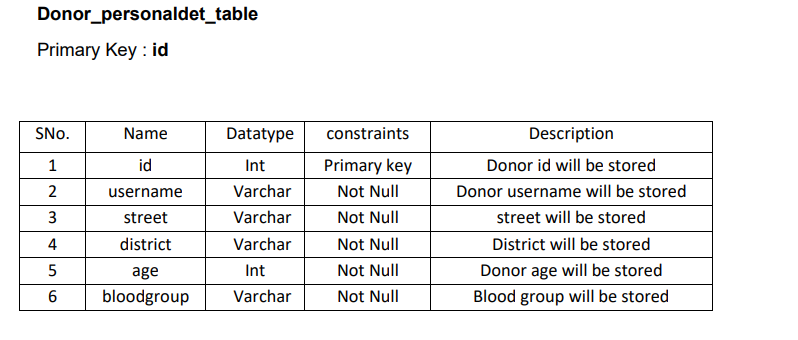 Donor_personaldet_table
Primary Key : id
SNo. Name Datatype constraints Description
1 id Int Primary key Donor id will be stored
2 username Varchar Not Null Donor username will be stored
3 street Varchar Not Null street will be stored
4 district Varchar Not Null District will be stored
5 age Int Not Null Donor age will be stored
6 bloodgroup Varchar Not Null Blood group will be stored